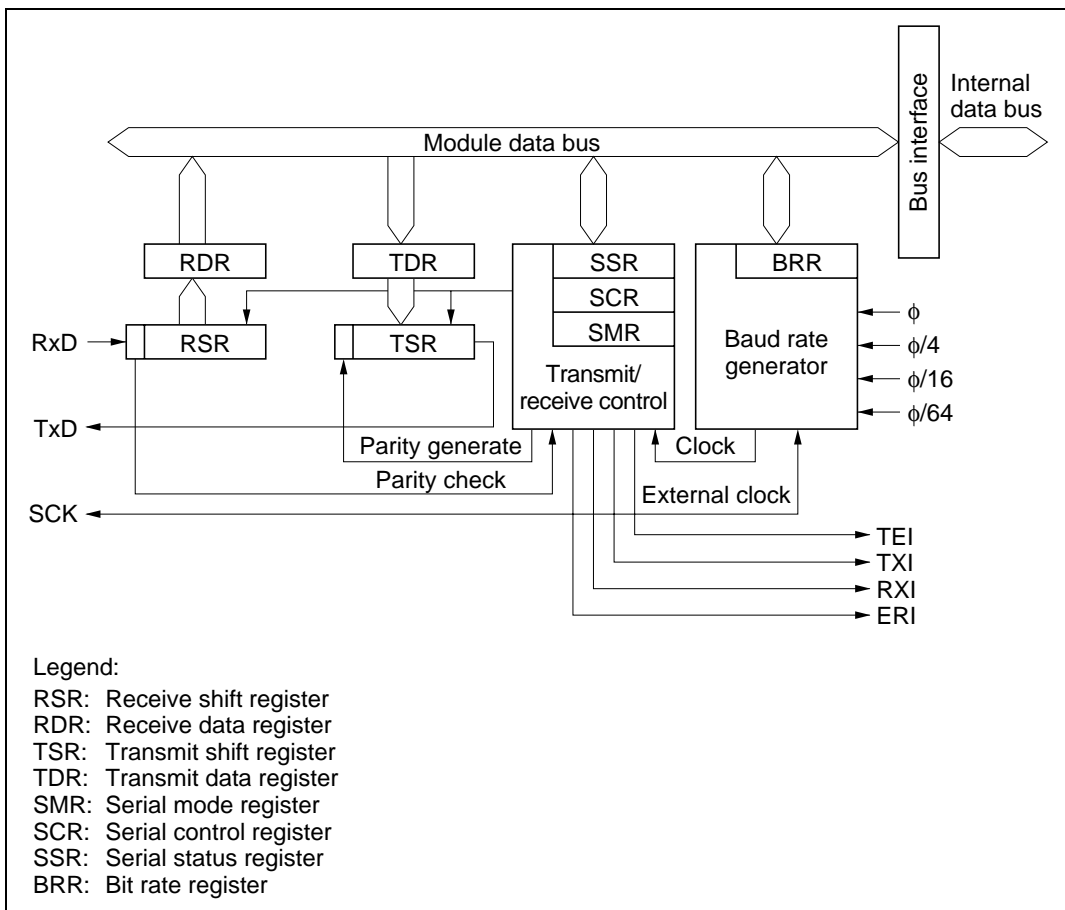 Internal
data bus
Bus interface
Module data bus
RDR
TDR
SSR
BRR
SCR
RxD
RSR
TSR
SMR
Baud rate
generator
ϕ
ϕ/4
ϕ/16
ϕ/64
Transmit/
receive control
TxD
Parity generate
Clock
Parity check
External clock
SCK
TEI
TXI
RXI
ERI
Legend:
RSR: Receive shift register
RDR: Receive data register
TSR: Transmit shift register
TDR: Transmit data register
SMR: Serial mode register
SCR: Serial control register
SSR: Serial status register
BRR: Bit rate register